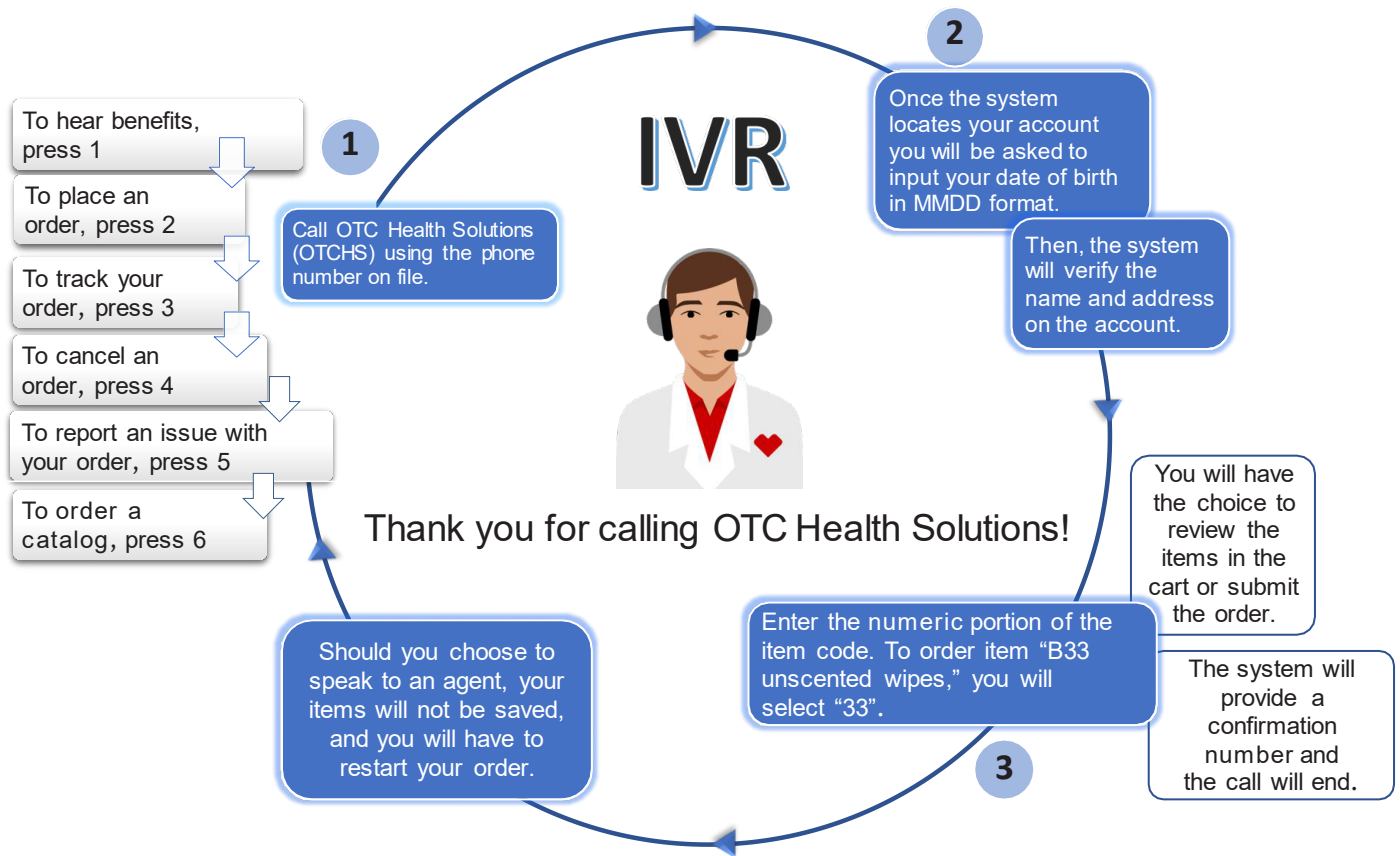 IVR
1
Call OTC Health Solutions
(OTCHS) using the phone
number on file.
To hear benefits,
press 1
To place an
order, press 2
To track your
order, press 3
To cancel an
order, press 4
To report an issue with
your order, press 5
To order a
catalog, press 6
2
Once the system
locates your account
you will be asked to
input your date of birth
in MMDD format.
Then, the system
will verify the
name and address
on the account.
Thank you for calling OTC Health Solutions!
3
Enter the numeric portion of the
item code. To order item “B33
unscented wipes,” you will
select “33”.
You will have
the choice to
review the
items in the
cart or submit
the order.
The system will
provide a
confirmation
number and
the call will end.
Should you choose to
speak to an agent, your
items will not be saved,
and you will have to
restart your order.